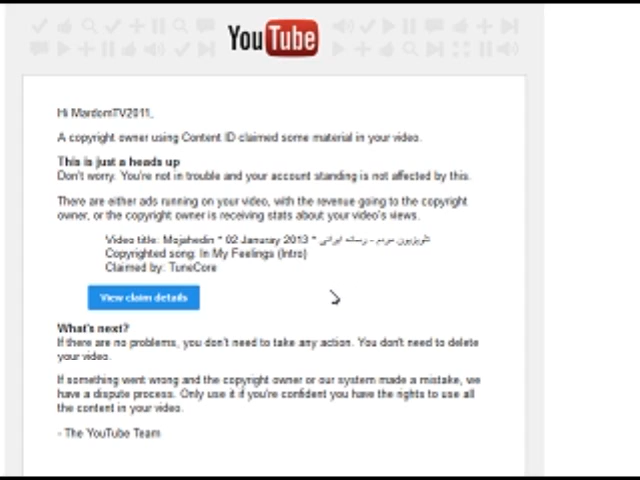 YouTube
Hi MardomTV2011,
A copyright owner using Content ID claimed some material in your video.
This is just a heads up
Don't worry. You're not in trouble and your account standing is not affected by this.
There are either ads running on your video, with the revenue going to the copyright
owner, or the copyright owner is receiving stats about your video's views.
Video title: Mojahedin * 02 Januray 2013 * تلویزیون مردم - رسانه ایرانی
Copyrighted song: In My Feelings (Intro)
Claimed by: TuneCore
View claim details
What's next?
If there are no problems, you don't need to take any action. You don't need to delete
your video.
If something went wrong and the copyright owner or our system made a mistake, we
have a dispute process. Only use it if you're confident you have the rights to use all
the content in your video.
- The YouTube Team